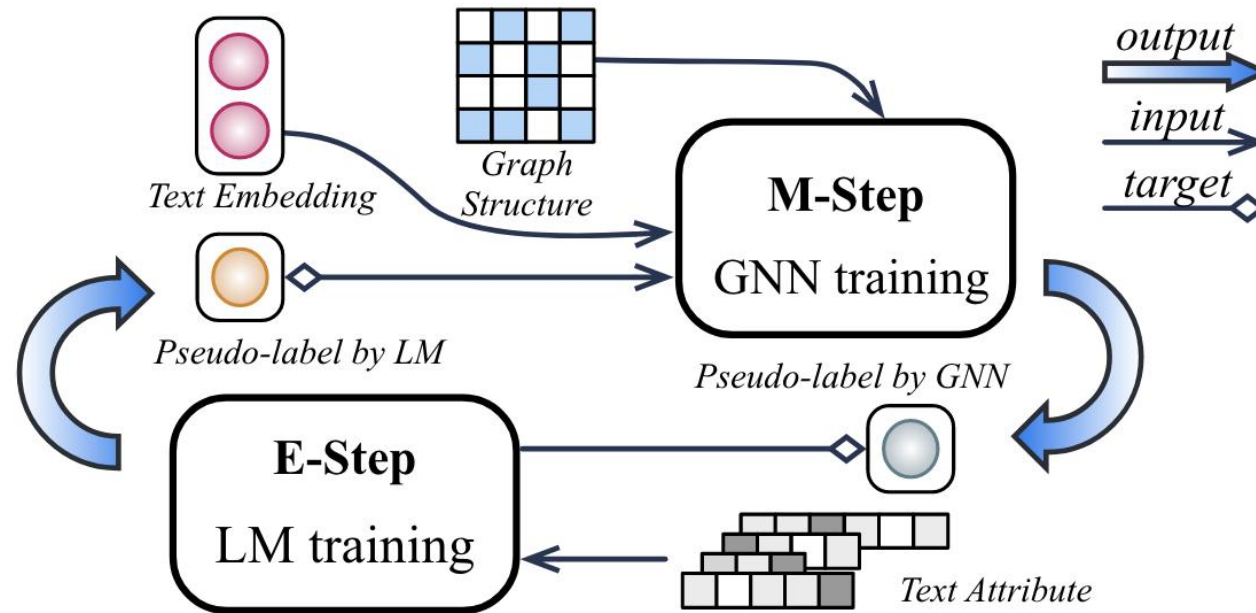 output
input
target
Text Embedding
Graph
Structure
M-Step
GNN training
Pseudo-label by LM
Pseudo-label by GNN
E-Step
LM training
Text Attribute